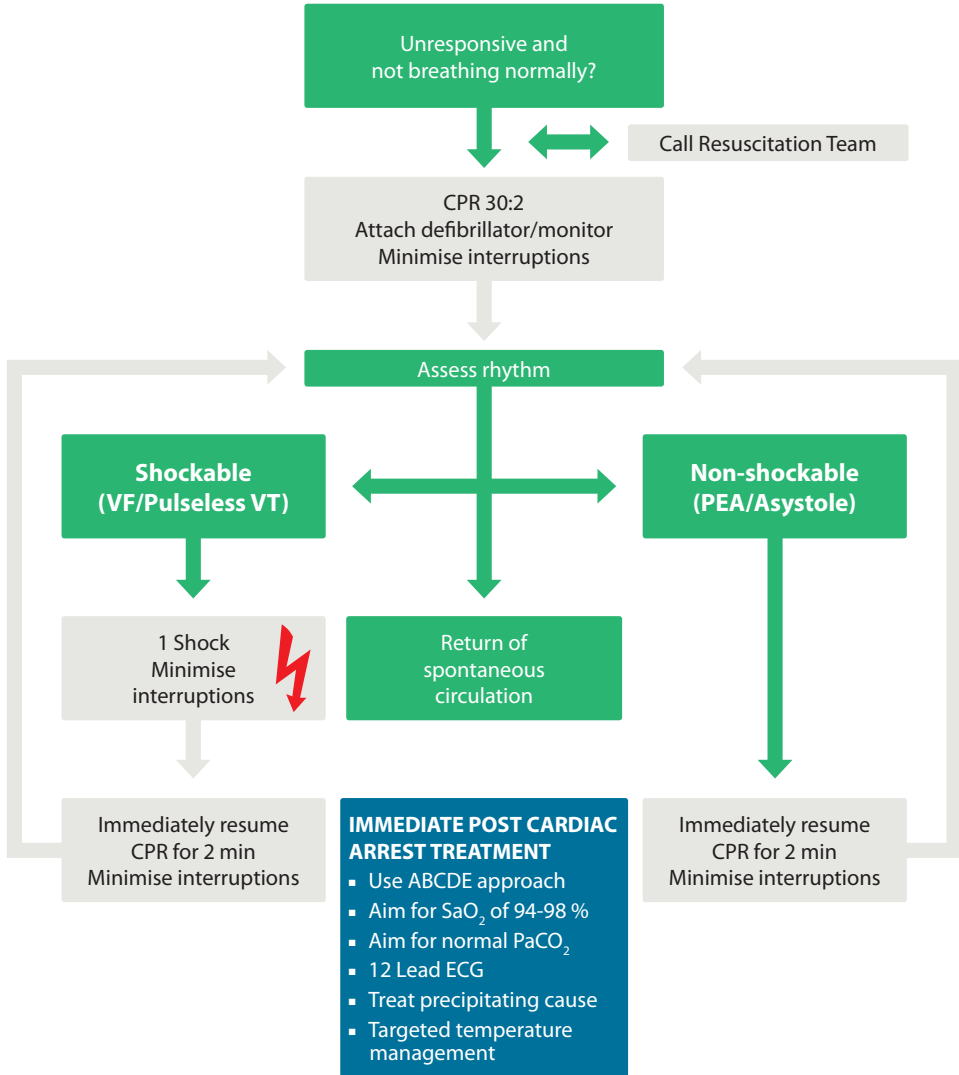 Unresponsive and
not breathing normally?
Call Resuscitation Team
CPR 30:2
Attach defibrillator/monitor
Minimise interruptions
Assess rhythm
Shockable
(VF/Pulseless VT)
Non-shockable
(PEA/Asystole)
1 Shock
Minimise
interruptions
Return of
spontaneous
circulation
Immediately resume
CPR for 2 min
Minimise interruptions
IMMEDIATE POST CARDIAC
ARREST TREATMENT
▪ Use ABCDE approach
▪ Aim for SaO₂ of 94-98 %
▪ Aim for normal PaCO₂
▪ 12 Lead ECG
▪ Treat precipitating cause
▪ Targeted temperature
management
Immediately resume
CPR for 2 min
Minimise interruptions